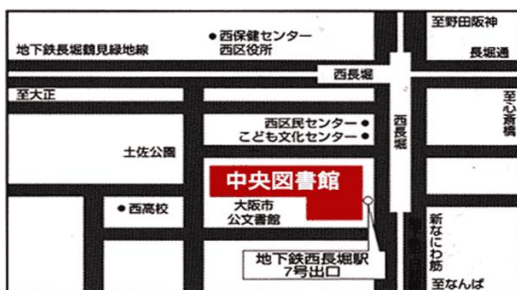 至野田阪神
西保健センター
西区役所
地下鉄長堀鶴見緑地線
長堀通
西長堀
至大正
至心斎橋
西長堀
西区民センター
こども文化センター
土佐公園
中央図書館
大阪市
公文書館
西高校
新なにわ筋
地下鉄西長堀駅
7号出口
至なんば